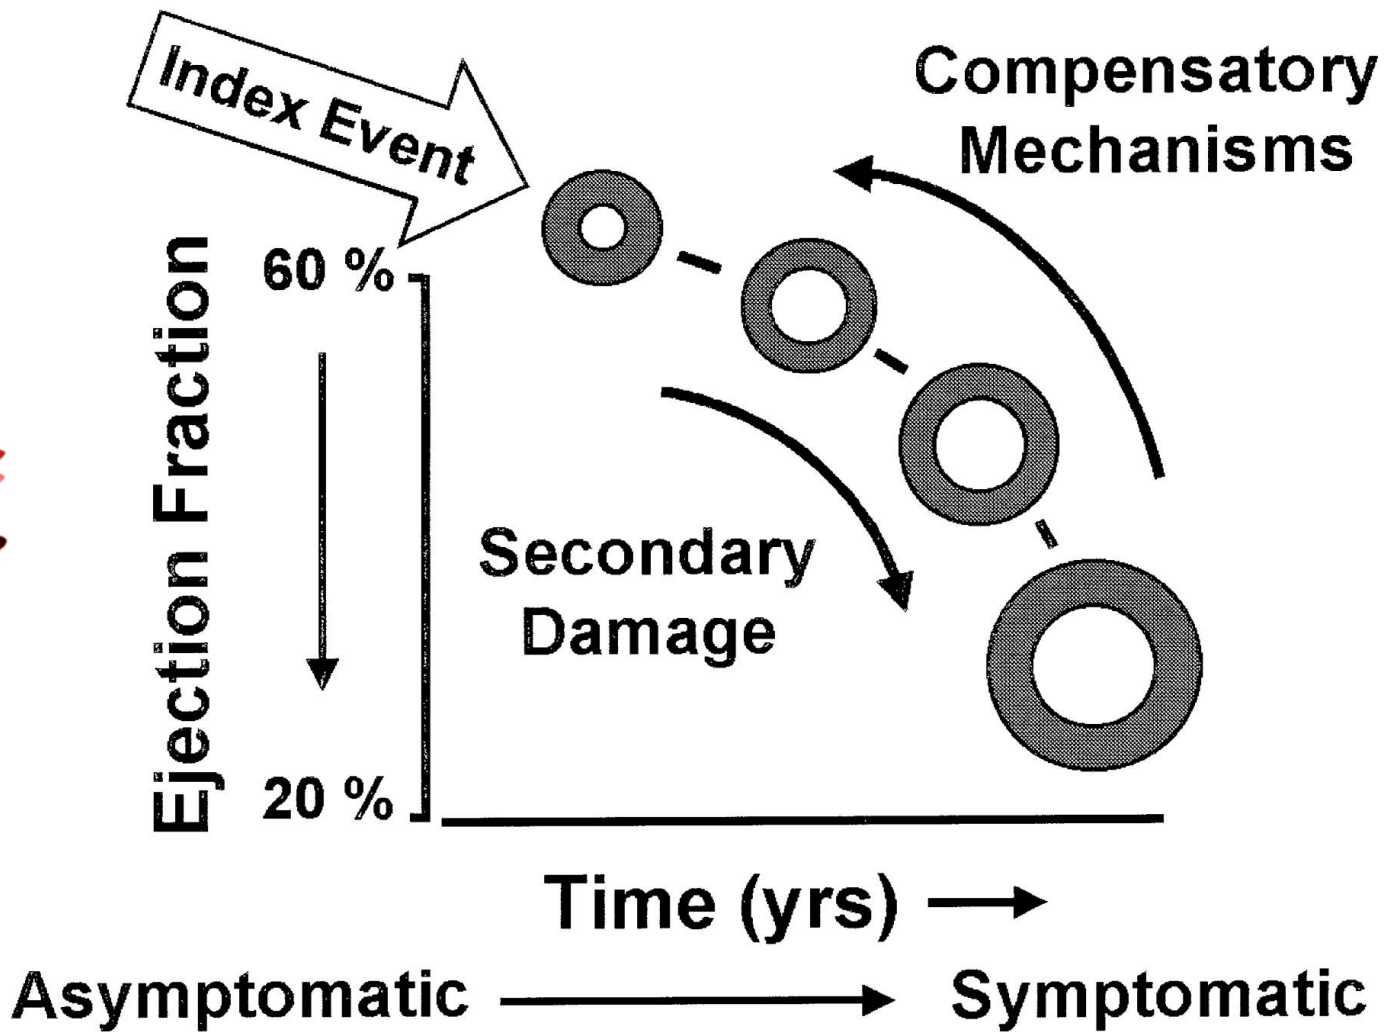 Index Event
Compensatory
Mechanisms
Ejection Fraction
60 %
20 %
Secondary
Damage
Time (yrs)
Asymptomatic
Symptomatic